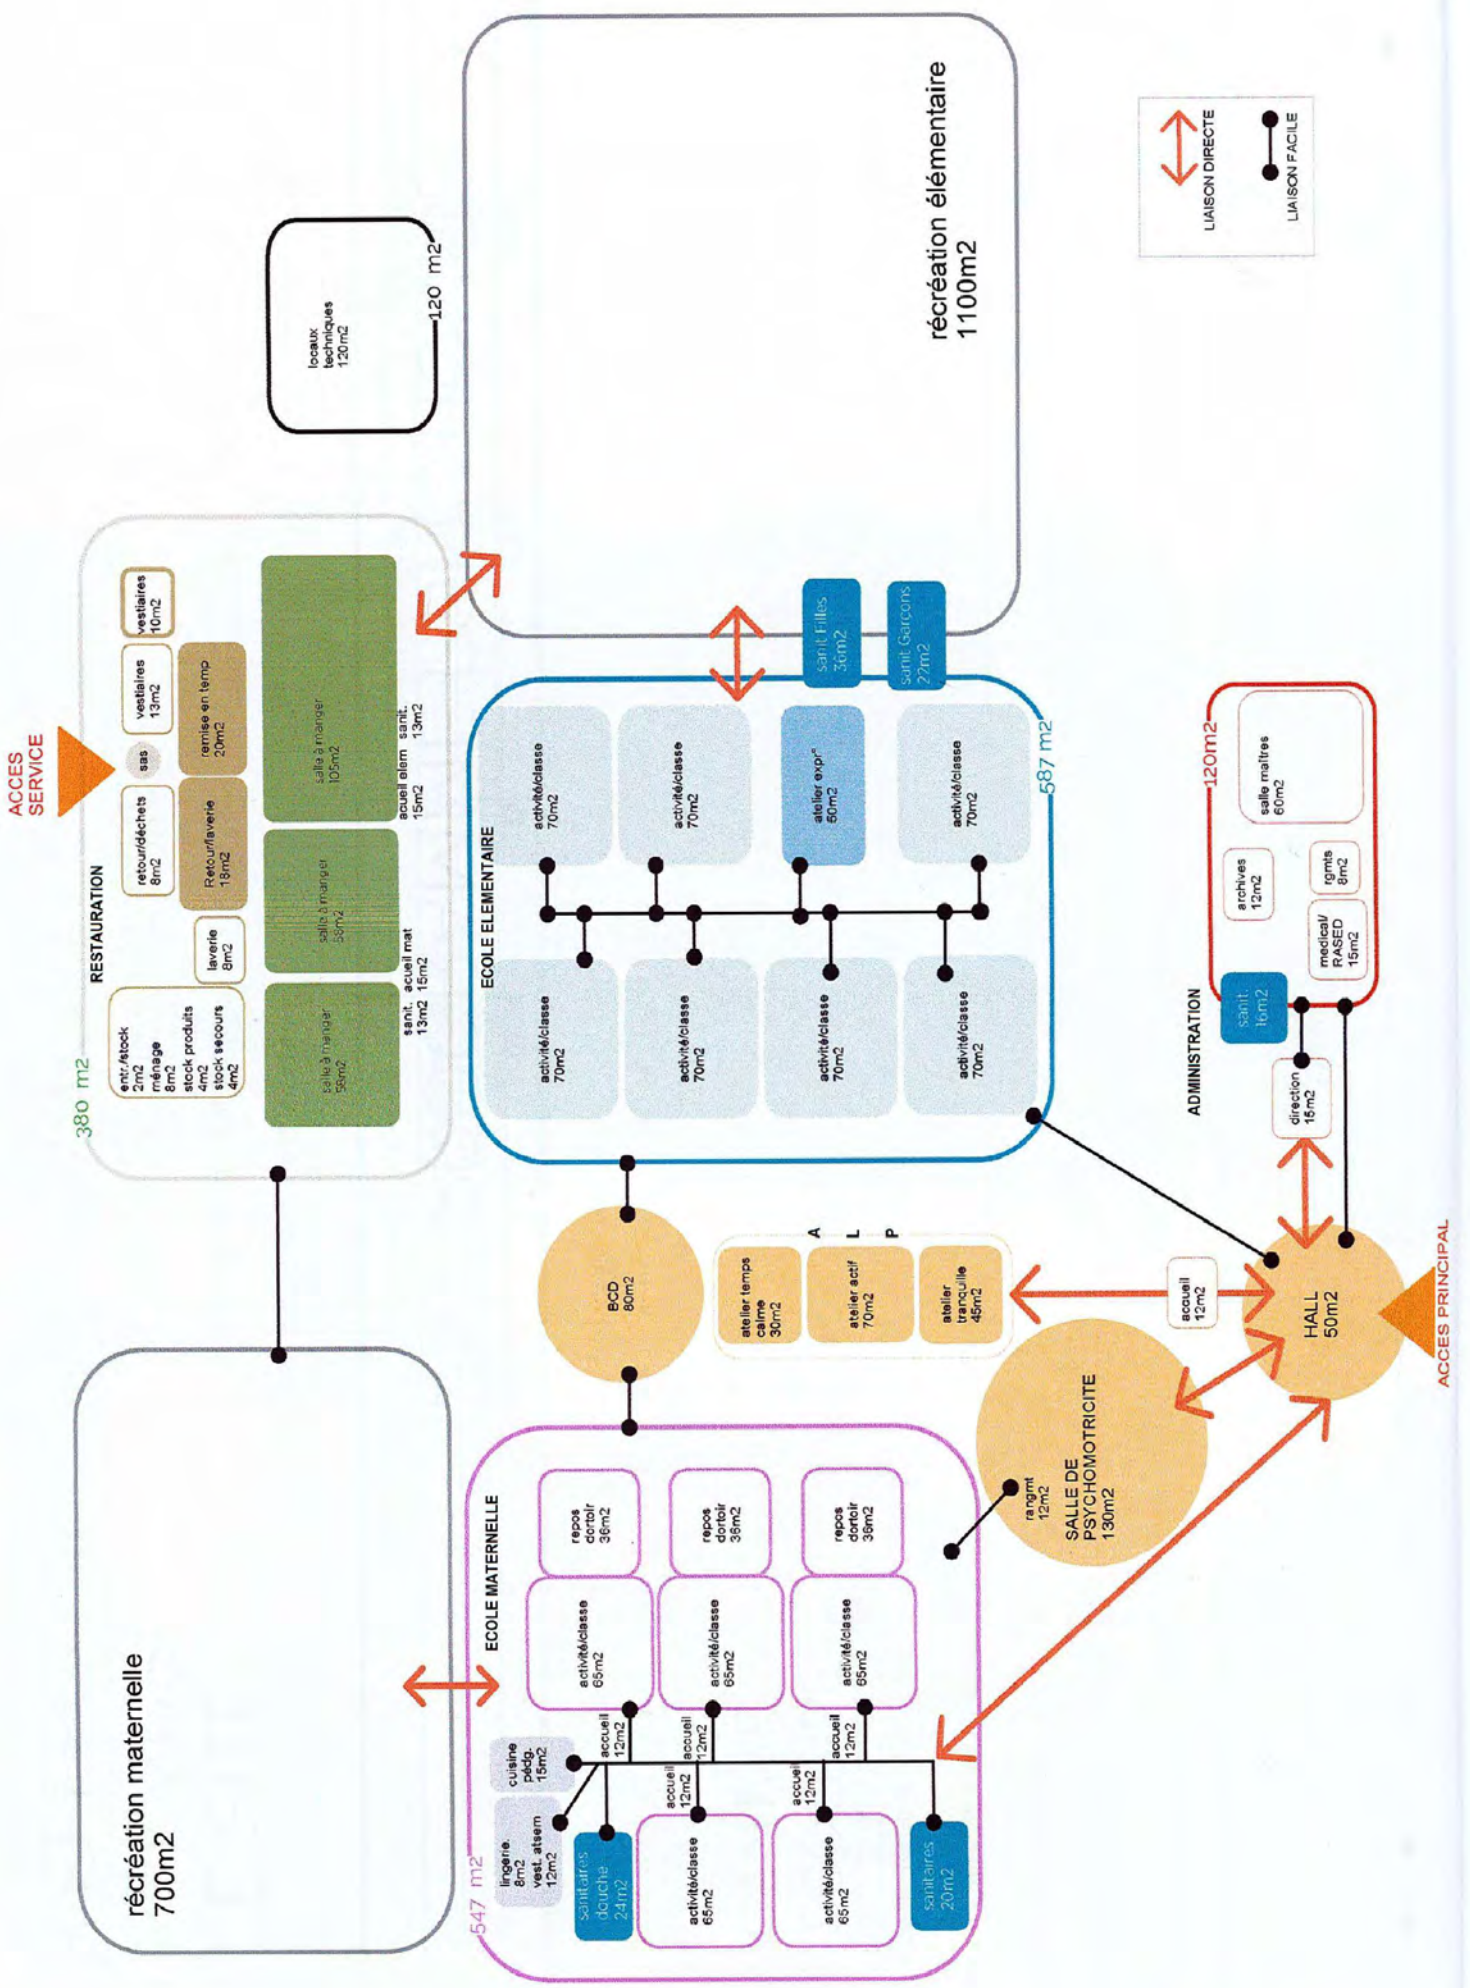 ACCES
SERVICE
380 m2
RESTAURATION
entr./stock
2m2
ménage
8m2
stock produits
4m2
stock secours
4m2
laverie
8m2
retour/déchets
8m2
sas
vestiaires
13m2
vestiaires
10m2
Retour/laverie
18m2
remise en temp
20m2
salle à manger
58m2
salle à manger
58m2
salle à manger
105m2
sanit.
13m2
acueil mat
15m2
acueil elem
15m2
sanit.
13m2
locaux
techniques
120m2
120 m2
récréation maternelle
700m2
récréation élémentaire
1100m2
547 m2
ECOLE MATERNELLE
lingerie.
8m2
vest. atsem
12m2
cuisine
pédg.
15m2
sanitaires
douche
24m2
accueil
12m2
activité/classe
65m2
repos
dortoir
36m2
activité/classe
65m2
accueil
12m2
accueil
12m2
activité/classe
65m2
repos
dortoir
36m2
activité/classe
65m2
accueil
12m2
accueil
12m2
activité/classe
65m2
repos
dortoir
36m2
sanitaires
20m2
BCD
80m2
atelier temps
calme
30m2
atelier actif
70m2
atelier
tranquille
45m2
A
L
P
ECOLE ELEMENTAIRE
activité/classe
70m2
activité/classe
70m2
activité/classe
70m2
activité/classe
70m2
activité/classe
70m2
atelier expr°
50m2
activité/classe
70m2
activité/classe
70m2
587 m2
sanit Filles
36m2
sanit Garçons
22m2
rangmt
12m2
SALLE DE
PSYCHOMOTRICITE
130m2
accueil
12m2
HALL
50m2
ACCES PRINCIPAL
ADMINISTRATION
direction
15m2
sanit.
16m2
archives
12m2
medical/
RASED
15m2
rgmts
8m2
salle maîtres
60m2
120m2
LIAISON DIRECTE
LIAISON FACILE